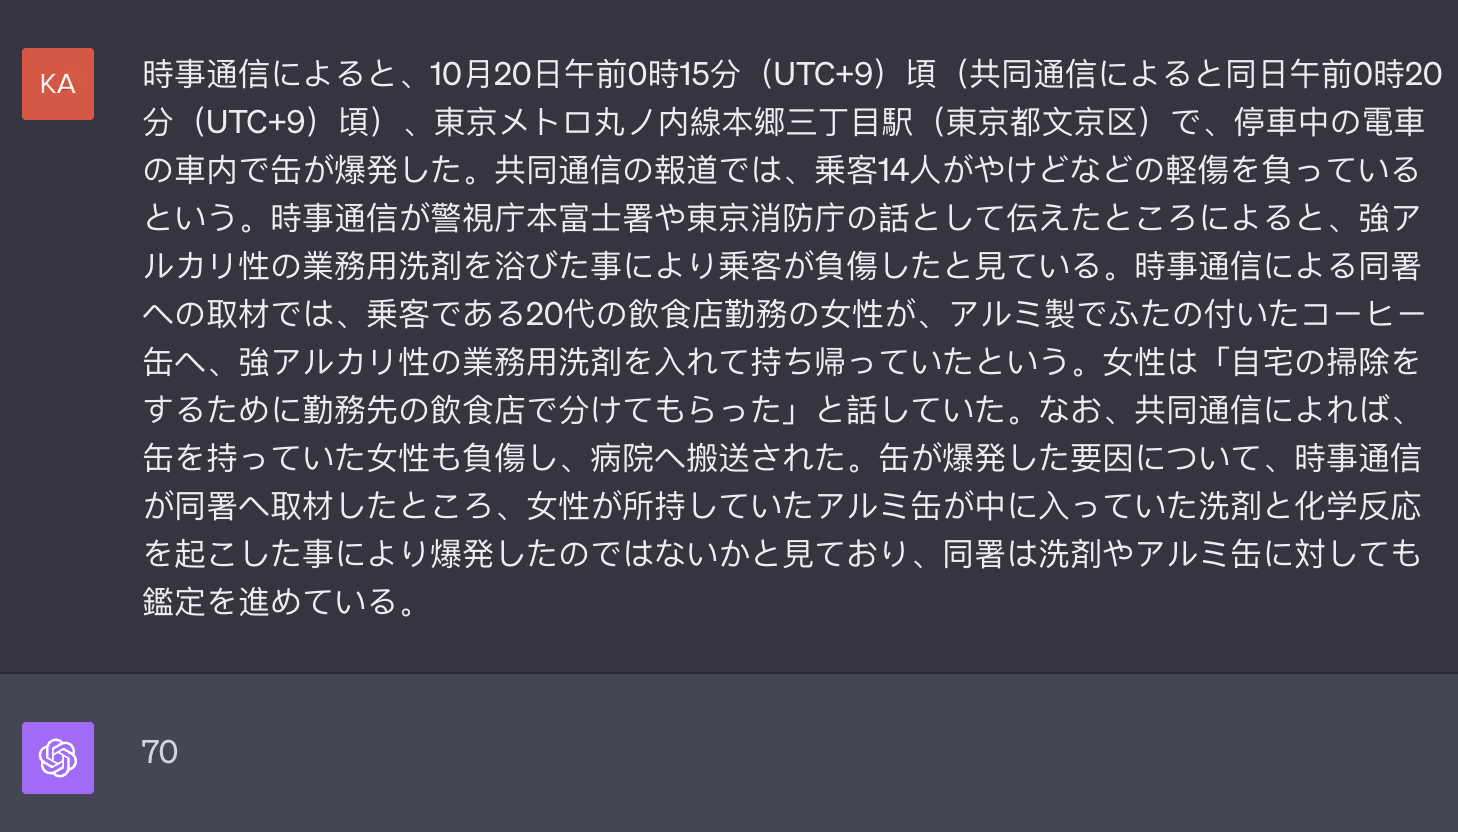 KA
時事通信によると、10月20日午前0時15分（UTC+9）頃（共同通信によると同日午前0時20
分（UTC+9）頃）、東京メトロ丸ノ内線本郷三丁目駅（東京都文京区）で、停車中の電車
の車内で缶が爆発した。共同通信の報道では、乗客14人がやけどなどの軽傷を負っている
という。時事通信が警視庁本富士署や東京消防庁の話として伝えたところによると、強ア
ルカリ性の業務用洗剤を浴びた事により乗客が負傷したと見ている。時事通信による同署
への取材では、乗客である20代の飲食店勤務の女性が、アルミ製でふたの付いたコーヒー
缶へ、強アルカリ性の業務用洗剤を入れて持ち帰っていたという。女性は「自宅の掃除を
するために勤務先の飲食店で分けてもらった」と話していた。なお、共同通信によれば、
缶を持っていた女性も負傷し、病院へ搬送された。缶が爆発した要因について、時事通信
が同署へ取材したところ、女性が所持していたアルミ缶が中に入っていた洗剤と化学反応
を起こした事により爆発したのではないかと見ており、同署は洗剤やアルミ缶に対しても
鑑定を進めている。
70